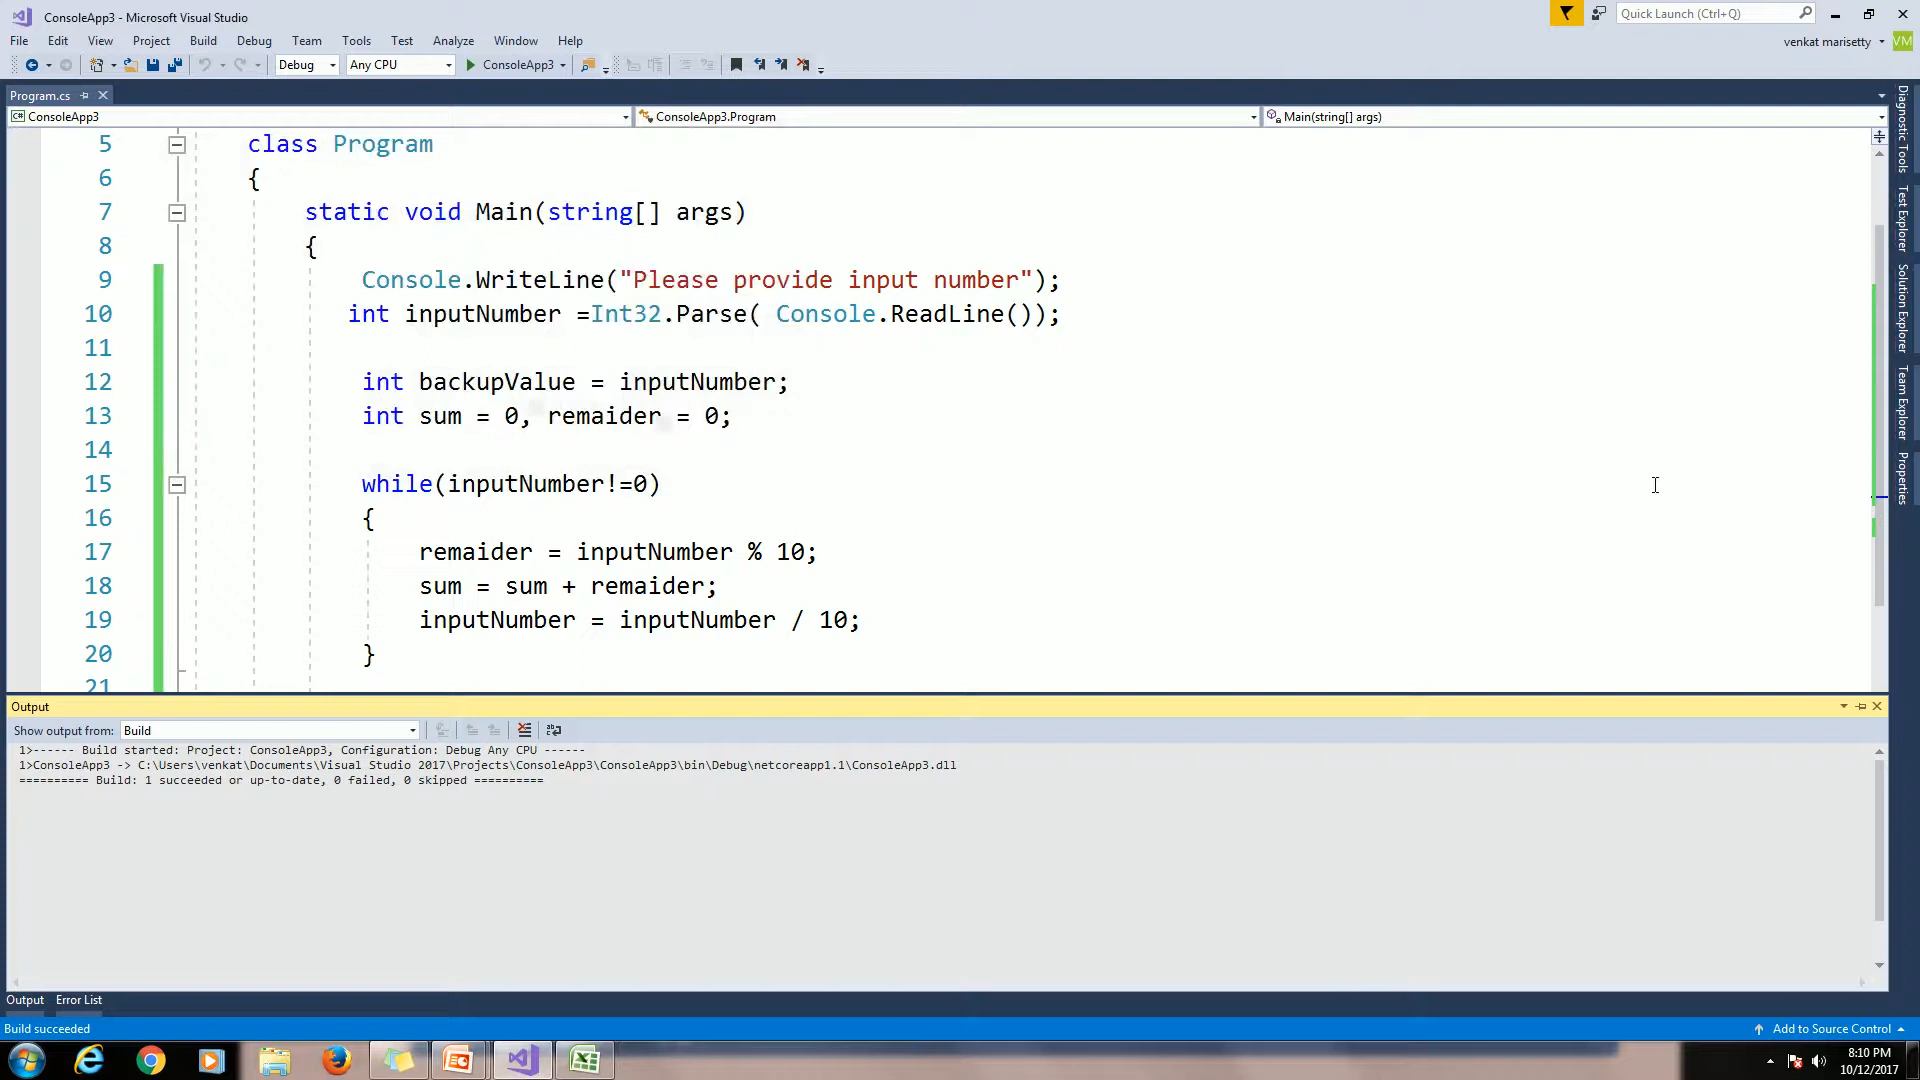 ConsoleApp3 - Microsoft Visual Studio
Quick Launch (Ctrl+Q)
File Edit View Project Build Debug Team Tools Test Analyze Window Help
venkat marisetty VM
Debug Any CPU ConsoleApp3
Program.cs
C# ConsoleApp3 ConsoleApp3.Program Main(string[] args)
5 class Program
6 {
7 static void Main(string[] args)
8 {
9 Console.WriteLine("Please provide input number");
10 int inputNumber =Int32.Parse( Console.ReadLine());
11
12 int backupValue = inputNumber;
13 int sum = 0, remaider = 0;
14
15 while(inputNumber!=0)
16 {
17 remaider = inputNumber % 10;
18 sum = sum + remaider;
19 inputNumber = inputNumber / 10;
20 }
21
Diagnostic Tools
Test Explorer
Solution Explorer
Team Explorer
Properties
Output
Show output from: Build
1>------ Build started: Project: ConsoleApp3, Configuration: Debug Any CPU ------
1>ConsoleApp3 -> C:\Users\venkat\Documents\Visual Studio 2017\Projects\ConsoleApp3\ConsoleApp3\bin\Debug\netcoreapp1.1\ConsoleApp3.dll
========== Build: 1 succeeded or up-to-date, 0 failed, 0 skipped ==========
Output Error List
Build succeeded
Add to Source Control
8:10 PM
10/12/2017